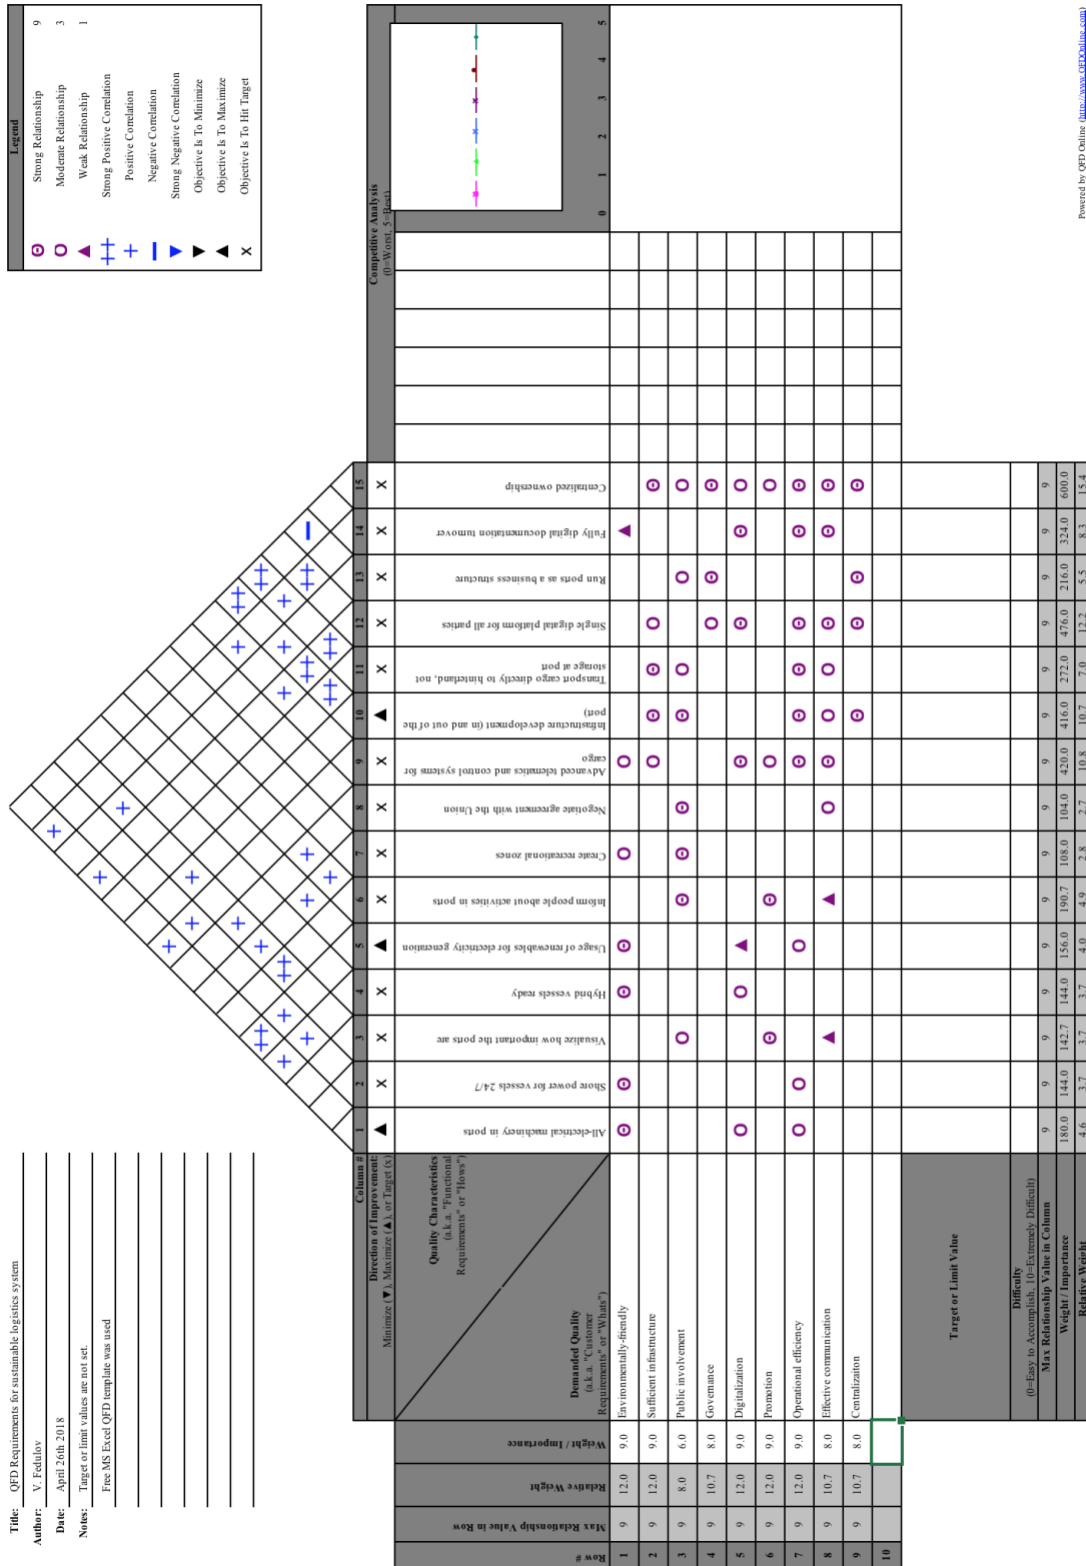 Title: QFD Requirements for sustainable logistics system
Author: V. Fedulov
Date: April 26th 2018
Notes: Target or limit values are not set.
Free MS Excel QFD template was used
Legend
Strong Relationship 9
Moderate Relationship 3
Weak Relationship 1
Strong Positive Correlation
Positive Correlation
Negative Correlation
Strong Negative Correlation
Objective Is To Minimize
Objective Is To Maximize
Objective Is To Hit Target
Column # 1 2 3 4 5 6 7 8 9 10 11 12 13 14 15
Direction of Improvement:
Minimize (▼), Maximize (▲), or Target (x)
▲ X X X ▲ X X X X ▲ X X X X X
Quality Characteristics
(a.k.a. "Functional
Requirements" or "Hows")
Demanded Quality
(a.k.a. "Customer
Requirements" or "Whats")
Row #
Max Relationship Value in Row
Relative Weight
Weight / Importance
All-electrical machinery in ports
Shore power for vessels 24/7
Visualize how important the ports are
Hybrid vessels ready
Usage of renewables for electricity generation
Inform people about activities in ports
Create recreational zones
Negotiate agreement with the Union
Advanced telematics and control systems for
cargo
Infrastructure development (in and out of the
port)
Transport cargo directly to hinterland, not
storage at port
Single digatal platform for all parties
Run ports as a business structure
Fully digital documentation turnover
Centralized ownership
Competitive Analysis
(0=Worst, 5=Best)
0 1 2 3 4 5
1 9 12.0 9.0 Environmentally-friendly
2 9 12.0 9.0 Sufficient infrastructure
3 9 8.0 6.0 Public involvement
4 9 10.7 8.0 Governance
5 9 12.0 9.0 Digitalization
6 9 12.0 9.0 Promotion
7 9 12.0 9.0 Operational efficiency
8 9 10.7 8.0 Effective communication
9 9 10.7 8.0 Centralizaiton
10
Target or Limit Value
Difficulty
(0=Easy to Accomplish, 10=Extremely Difficult)
Max Relationship Value in Column 9 9 9 9 9 9 9 9 9 9 9 9 9 9 9
Weight / Importance 180.0 144.0 142.7 144.0 156.0 190.7 108.0 104.0 420.0 416.0 272.0 476.0 216.0 324.0 600.0
Relative Weight 4.6 3.7 3.7 3.7 4.0 4.9 2.8 2.7 10.8 10.7 7.0 12.2 5.5 8.3 15.4
Powered by QFD Online (http://www.QFDOnline.com)